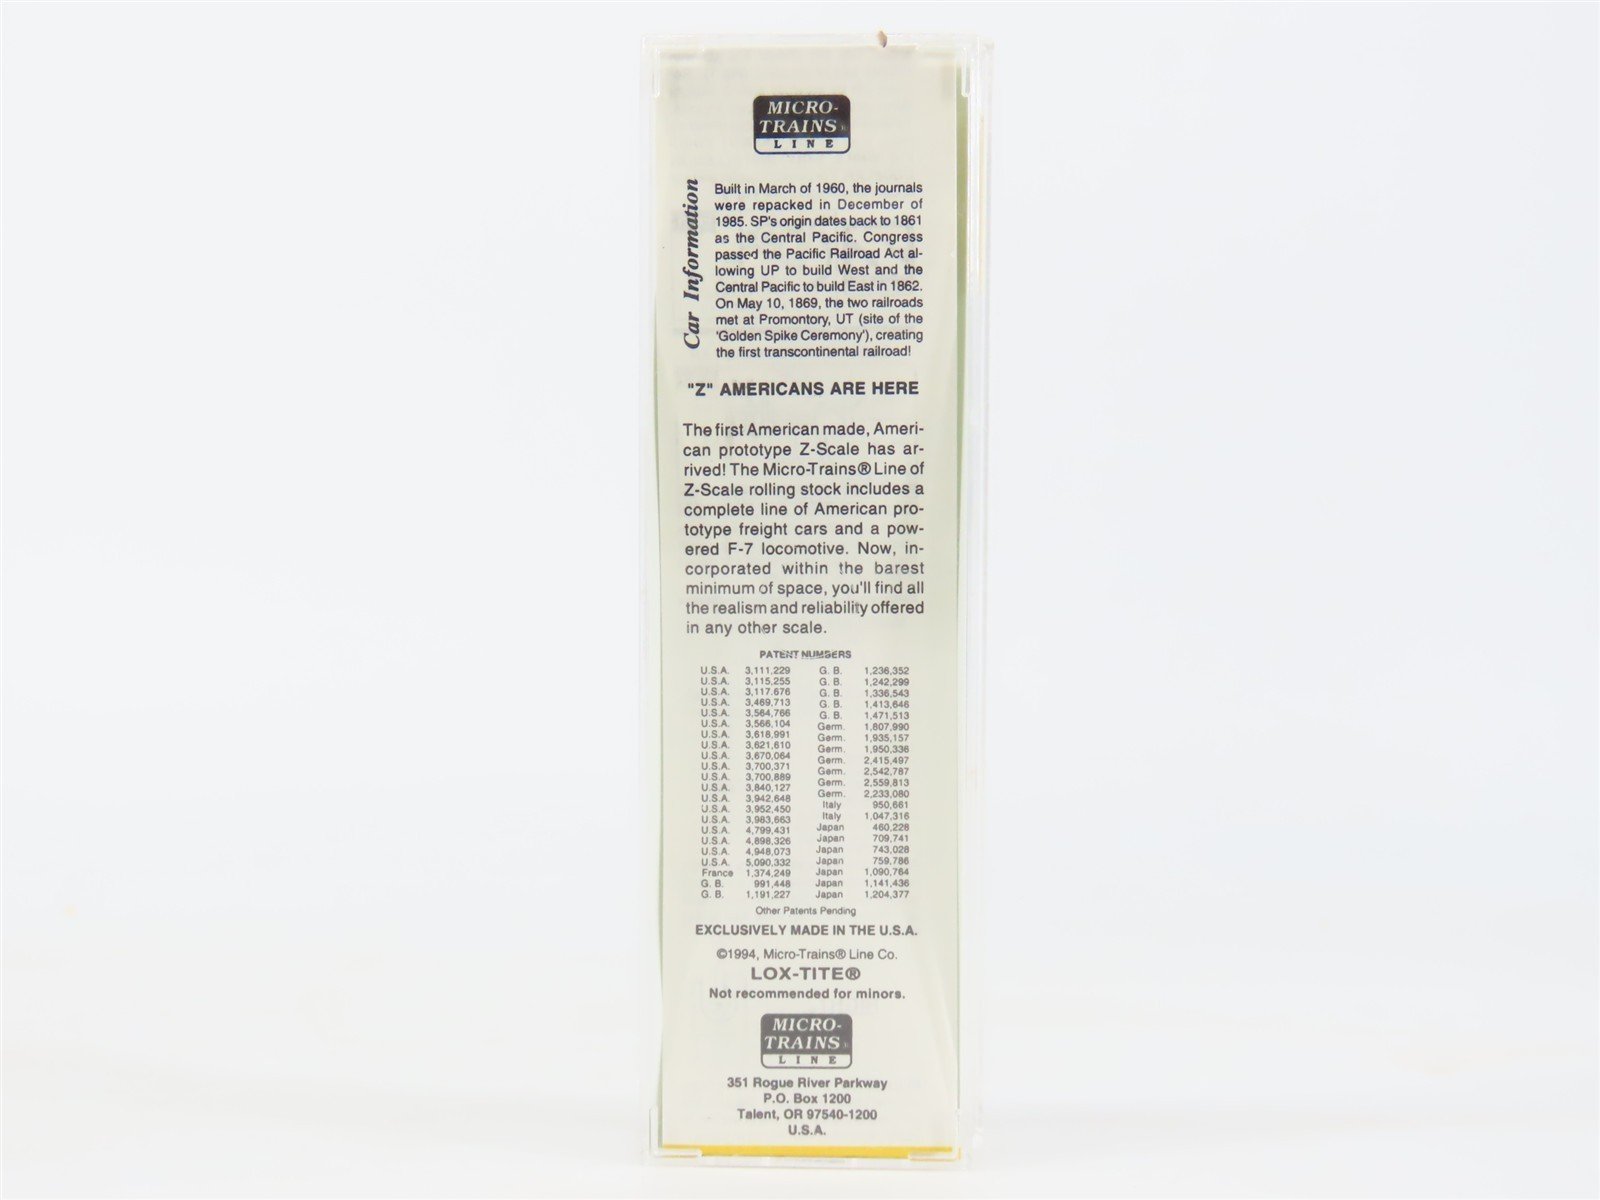 MICRO-
TRAINS®
LINE
Car Information
Built in March of 1960, the journals
were repacked in December of
1985. SP's origin dates back to 1861
as the Central Pacific. Congress
passed the Pacific Railroad Act al-
lowing UP to build West and the
Central Pacific to build East in 1862.
On May 10, 1869, the two railroads
met at Promontory, UT (site of the
'Golden Spike Ceremony'), creating
the first transcontinental railroad!
"Z" AMERICANS ARE HERE
The first American made, Ameri-
can prototype Z-Scale has ar-
rived! The Micro-Trains® Line of
Z-Scale rolling stock includes a
complete line of American pro-
totype freight cars and a pow-
ered F-7 locomotive. Now, in-
corporated within the barest
minimum of space, you'll find all
the realism and reliability offered
in any other scale.
PATENT NUMBERS
U.S.A. 3,111,229 G. B. 1,236,352
U.S.A. 3,115,255 G. B. 1,242,299
U.S.A. 3,117,676 G. B. 1,336,543
U.S.A. 3,469,713 G. B. 1,413,646
U.S.A. 3,564,766 G. B. 1,471,513
U.S.A. 3,566,104 Germ. 1,807,990
U.S.A. 3,618,991 Germ. 1,935,157
U.S.A. 3,621,610 Germ. 1,950,336
U.S.A. 3,670,064 Germ. 2,415,497
U.S.A. 3,700,371 Germ. 2,542,787
U.S.A. 3,700,889 Germ. 2,559,813
U.S.A. 3,840,127 Germ. 2,233,080
U.S.A. 3,942,648 Italy 950,661
U.S.A. 3,952,450 Italy 1,047,316
U.S.A. 3,983,663 Japan 460,228
U.S.A. 4,799,431 Japan 709,741
U.S.A. 4,898,326 Japan 743,028
U.S.A. 4,948,073 Japan 759,786
U.S.A. 5,090,332 Japan 1,090,764
France 1,374,249 Japan 1,141,436
G. B. 991,448 Japan 1,204,377
G. B. 1,191,227
Other Patents Pending
EXCLUSIVELY MADE IN THE U.S.A.
©1994, Micro-Trains® Line Co.
LOX-TITE®
Not recommended for minors.
MICRO-
TRAINS®
LINE
351 Rogue River Parkway
P.O. Box 1200
Talent, OR 97540-1200
U.S.A.